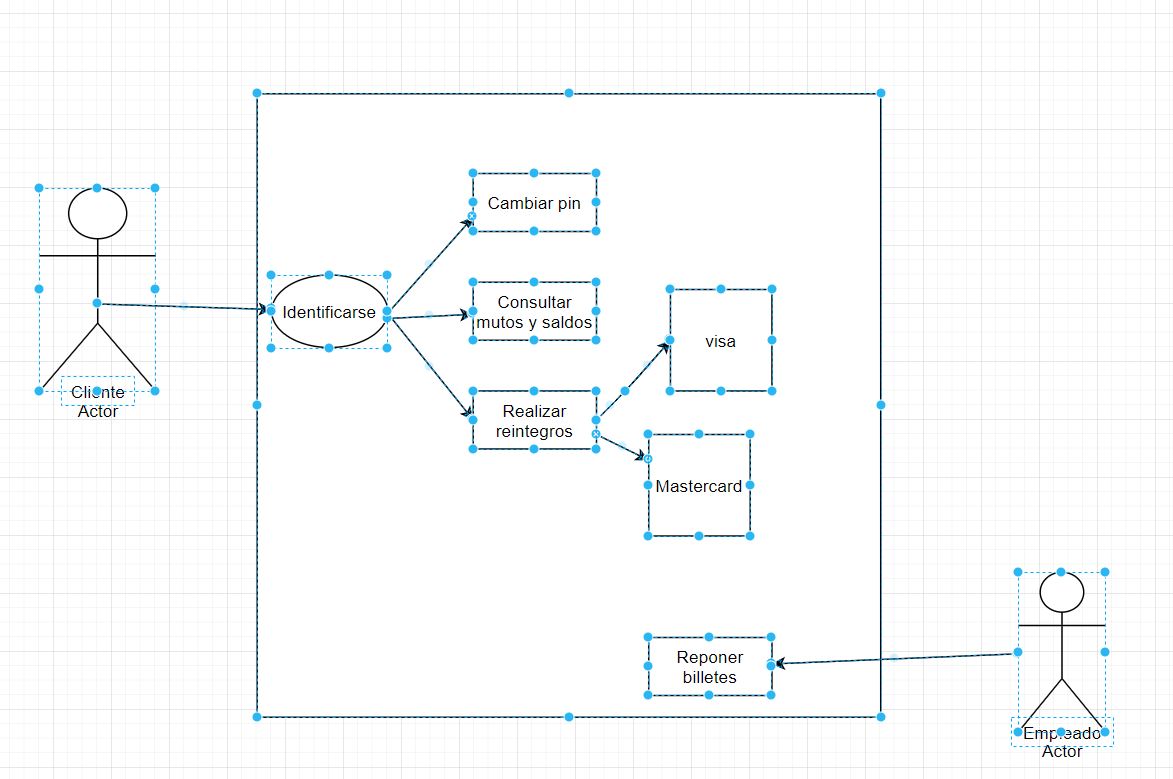 Cambiar pin
Identificarse
Consultar
mutos y saldos
visa
Cliente
Actor
Realizar
reintegros
Mastercard
Reponer
billetes
Empleado
Actor